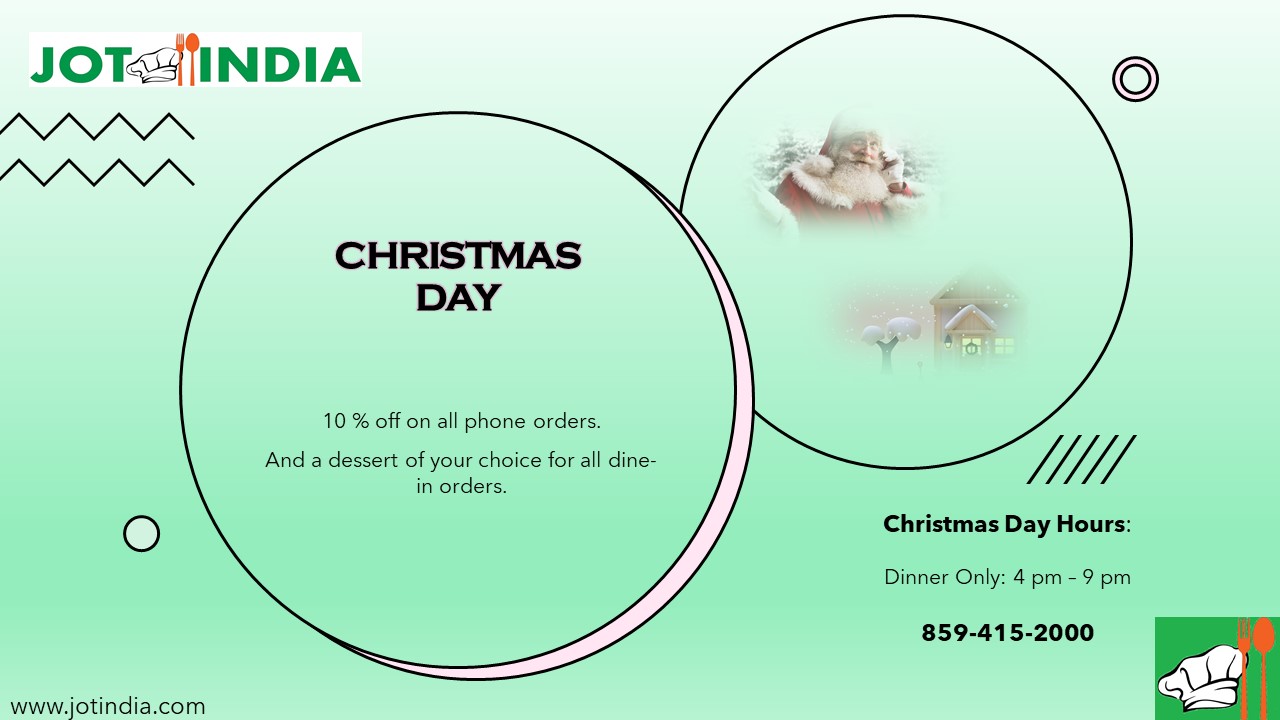 JOT INDIA
CHRISTMAS
DAY
10 % off on all phone orders.
And a dessert of your choice for all dine-
in orders.
Christmas Day Hours:
Dinner Only: 4 pm – 9 pm
859-415-2000
www.jotindia.com